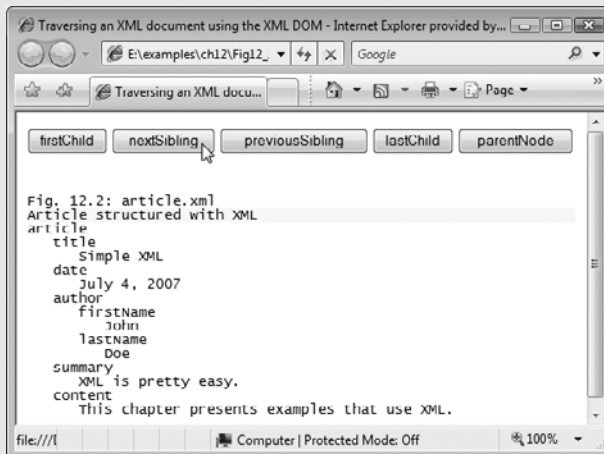 Traversing an XML document using the XML DOM - Internet Explorer provided by...
E:\examples\ch12\Fig12_
Google
Traversing an XML docu...
Page
firstChild nextSibling previousSibling lastChild parentNode
Fig. 12.2: article.xml
Article structured with XML
article
title
Simple XML
date
July 4, 2007
author
firstName
John
lastName
Doe
summary
XML is pretty easy.
content
This chapter presents examples that use XML.
file:///
Computer | Protected Mode: Off
100%